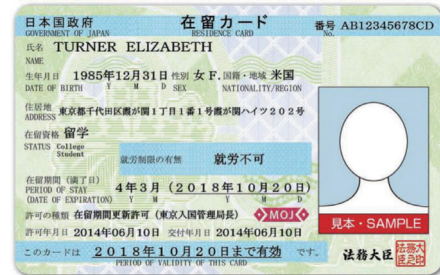 日本国政府 在留カード 番号 AB12345678CD
GOVERNMENT OF JAPAN RESIDENCE CARD No.
氏名 TURNER ELIZABETH
NAME
生年月日 1985年12月31日 性別 女 F. 国籍・地域 米国
DATE OF BIRTH Y M D SEX NATIONALITY/REGION
住居地 東京都千代田区霞が関1丁目1番1号霞が関ハイツ202号
ADDRESS
在留資格 留学
STATUS College
Student
就労制限の有無 就労不可
在留期間(満了日) 4年3月(2018年10月20日)
PERIOD OF STAY
(DATE OF EXPIRATION) Y M Y M D
許可の種類 在留期間更新許可(東京入国管理局長) MOJ
見本・SAMPLE
許可年月日 2014年06月10日 交付年月日 2014年06月10日
このカードは 2018年10月20日まで有効 です。 法務大臣
PERIOD OF VALIDITY OF THIS CARD